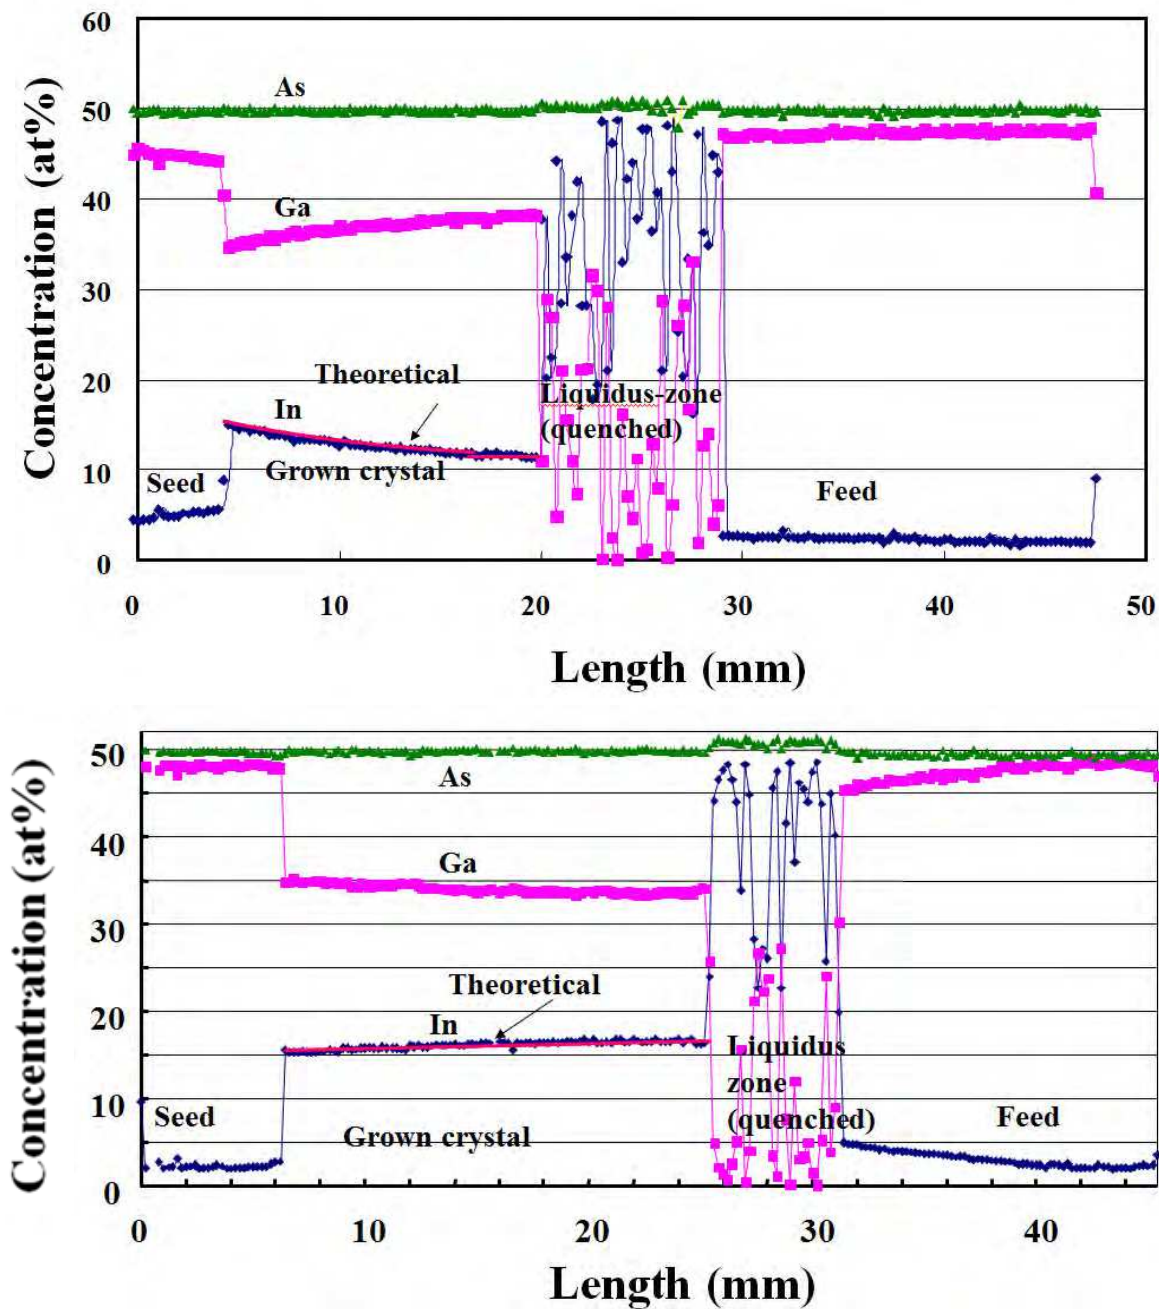 60
50
40
30
20
10
0
Concentration (at%)
As
Ga
Theoretical
In
Liquidus-zone
(quenched)
Grown crystal
Seed
Feed
0 10 20 30 40 50
Length (mm)
50
40
30
20
10
0
Concentration (at%)
As
Ga
Theoretical
In
Liquidus
zone
(quenched)
Seed
Feed
Grown crystal
0 10 20 30 40
Length (mm)